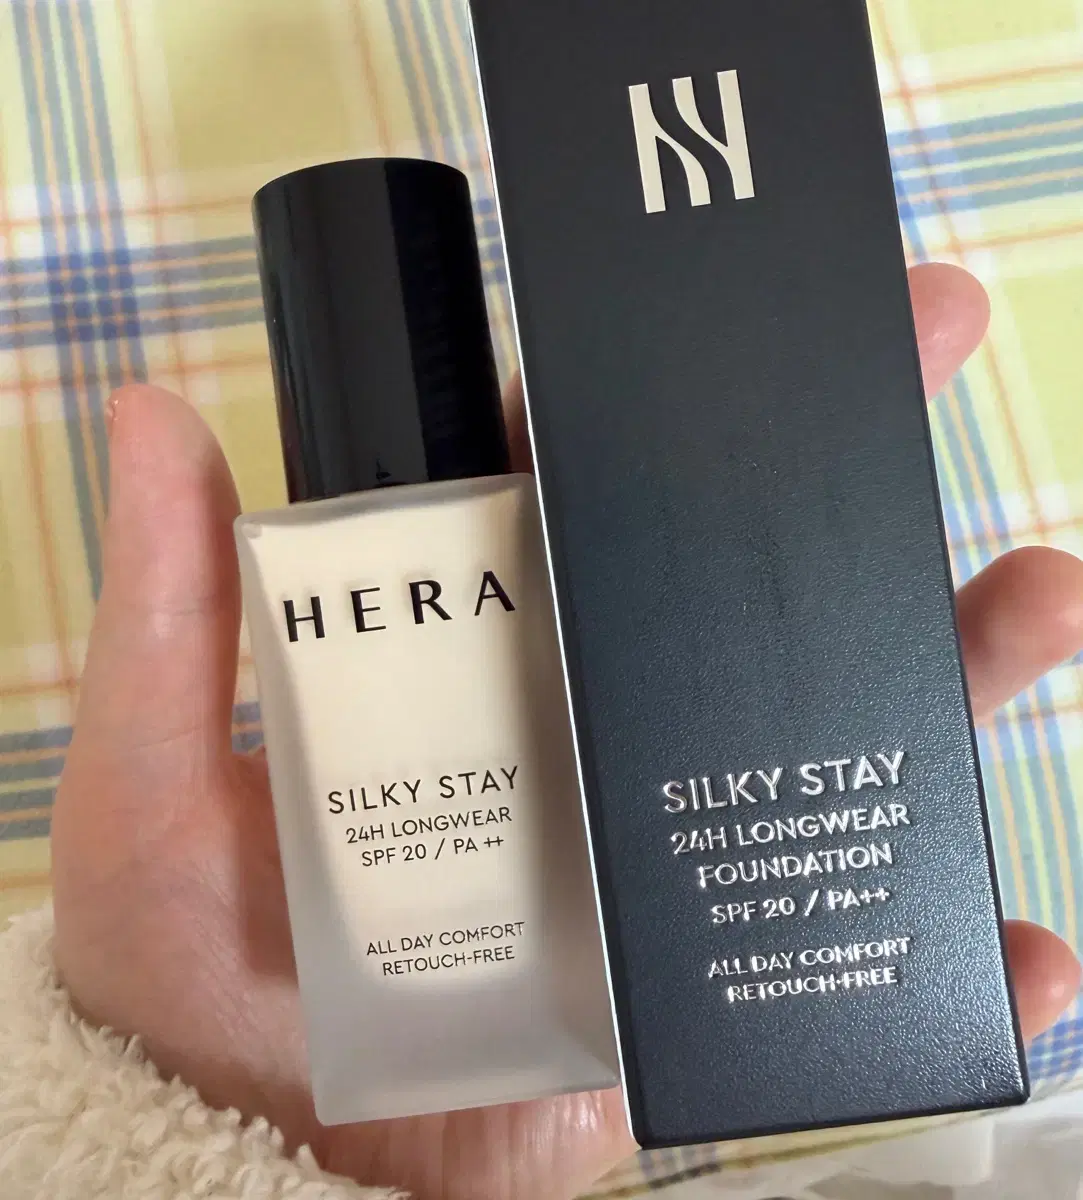 HERA
SILKY STAY
24H LONGWEAR
SPF 20 / PA ++
ALL DAY COMFORT
RETOUCH-FREE
SILKY STAY
24H LONGWEAR
FOUNDATION
SPF 20 / PA++
ALL DAY COMFORT
RETOUCH-FREE